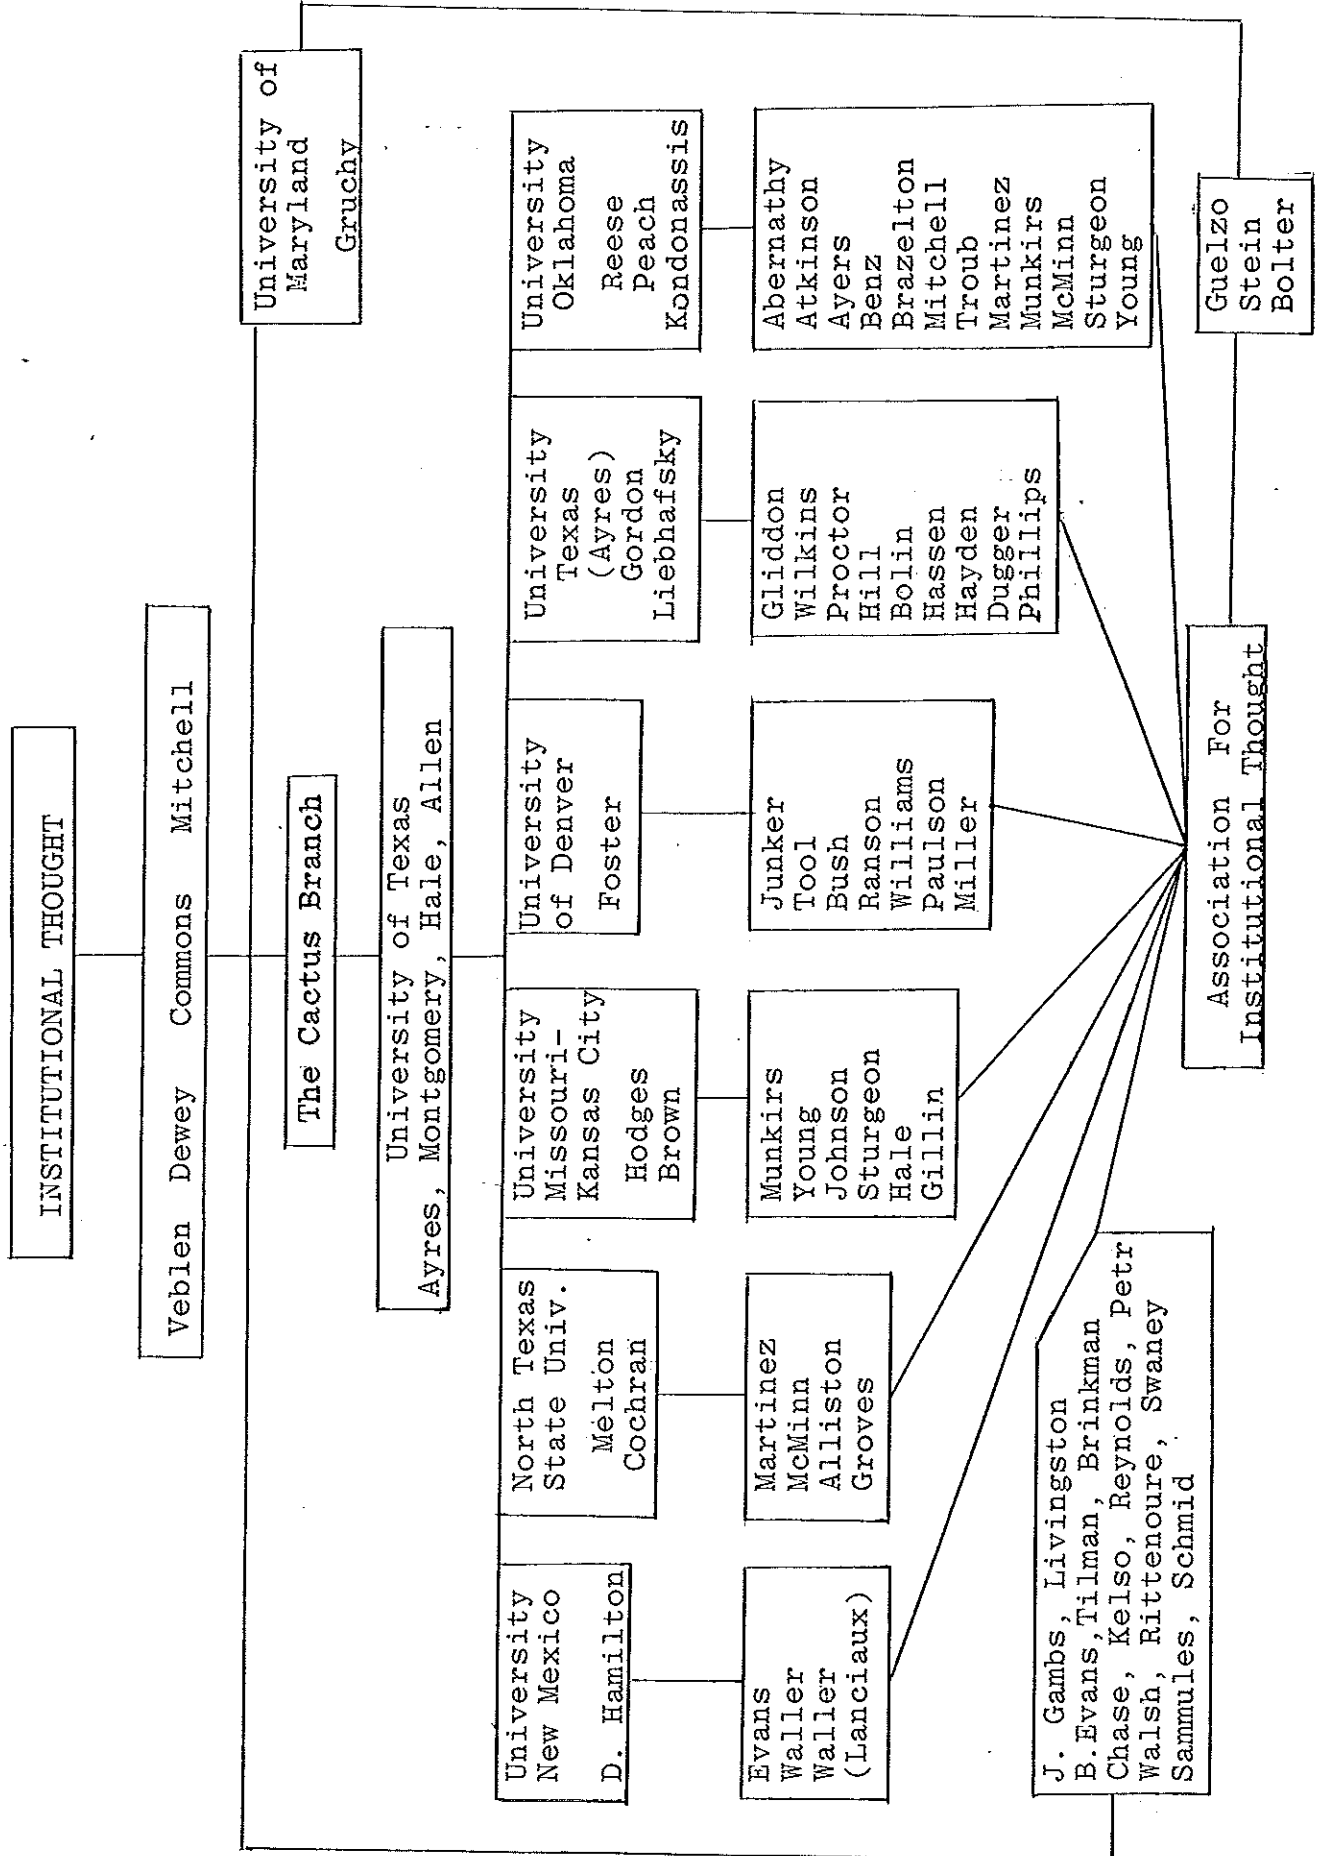 INSTITUTIONAL THOUGHT
Veblen Dewey Commons Mitchell
The Cactus Branch
University of
Maryland
Gruchy
University of Texas
Ayres, Montgomery, Hale, Allen
University
New Mexico
D. Hamilton
North Texas
State Univ.
Melton
Cochran
University
Missouri-
Kansas City
Hodges
Brown
University
of Denver
Foster
University
Texas
(Ayres)
Gordon
Liebhafsky
University
Oklahoma
Reese
Peach
Kondonassis
Evans
Waller
Waller
(Lanciaux)
Martinez
McMinn
Alliston
Groves
Munkirs
Young
Johnson
Sturgeon
Hale
Gillin
Junker
Tool
Bush
Ranson
Williams
Paulson
Miller
Gliddon
Wilkins
Proctor
Hill
Bolin
Hassen
Hayden
Dugger
Phillips
Abernathy
Atkinson
Ayers
Benz
Brazelton
Mitchell
Troub
Martinez
Munkirs
McMinn
Sturgeon
Young
J. Gambs, Livingston
B.Evans,Tilman, Brinkman
Chase, Kelso, Reynolds, Petr
Walsh, Rittenoure, Swaney
Sammules, Schmid
Association For
Institutional Thought
Guelzo
Stein
Bolter